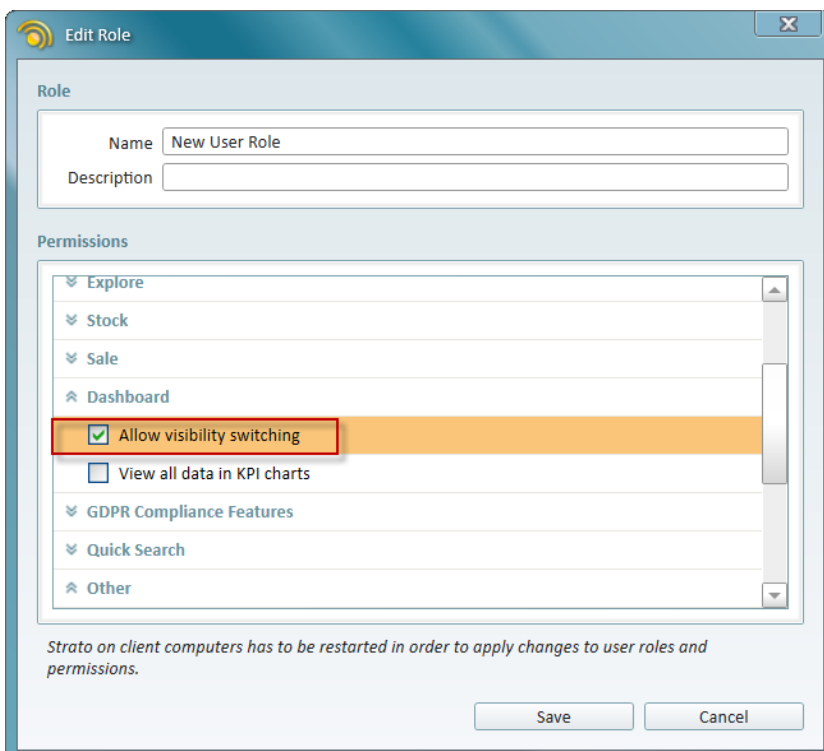 Edit Role
Role
Name New User Role
Description
Permissions
Explore
Stock
Sale
Dashboard
Allow visibility switching
View all data in KPI charts
GDPR Compliance Features
Quick Search
Other
Strato on client computers has to be restarted in order to apply changes to user roles and
permissions.
Save Cancel